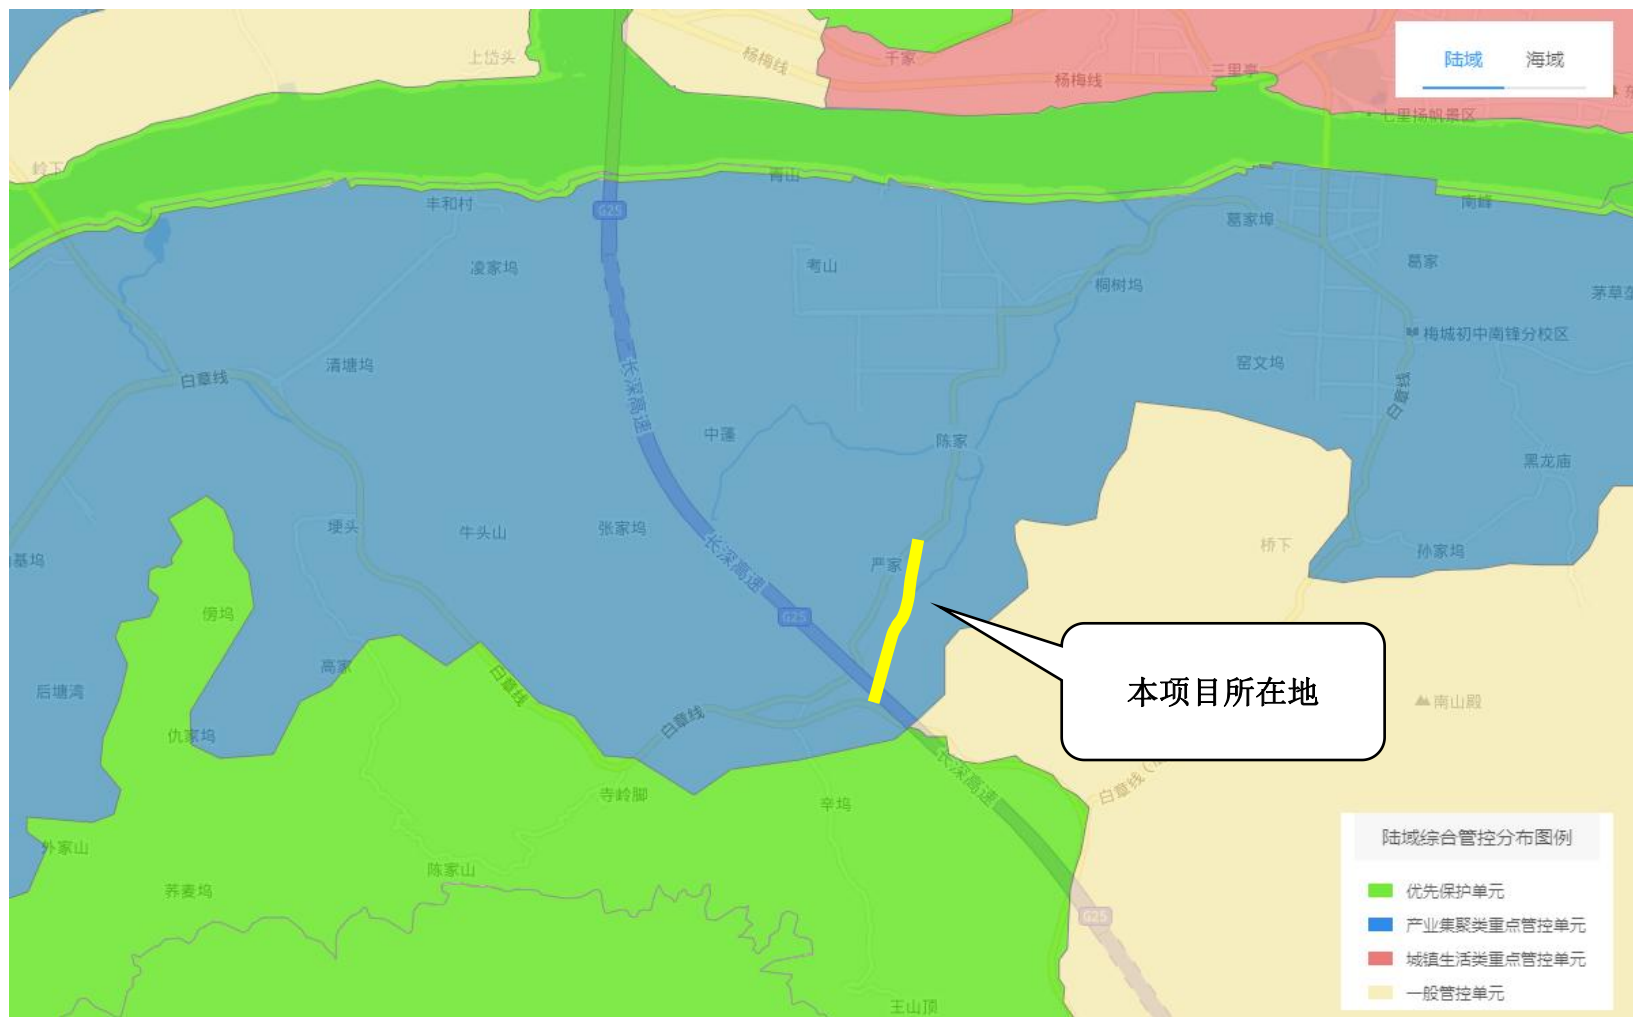 上岱头
杨梅线
千家
杨梅线
三里亭
陆域 海域
七里扬帆景区
岭下
青山
丰和村
G25
南峰
葛家埠
凌家坞
考山
葛家
桐树坞
茅草
梅城初中南锋分校区
清塘坞
白章线
长深高速
窑文坞
白章线
中蓬
陈家
黑龙庙
埂头
牛头山
张家坞
长深高速
桥下
孙家坞
基坞
严家
傍坞
G25
高家
后塘湾
白章线
本项目所在地
南山殿
白章线
仇家坞
长深高速
白章线
寺岭脚
辛坞
外家山
陈家山
荞麦坞
G25
王山顶
陆域综合管控分布图例
优先保护单元
产业集聚类重点管控单元
城镇生活类重点管控单元
一般管控单元